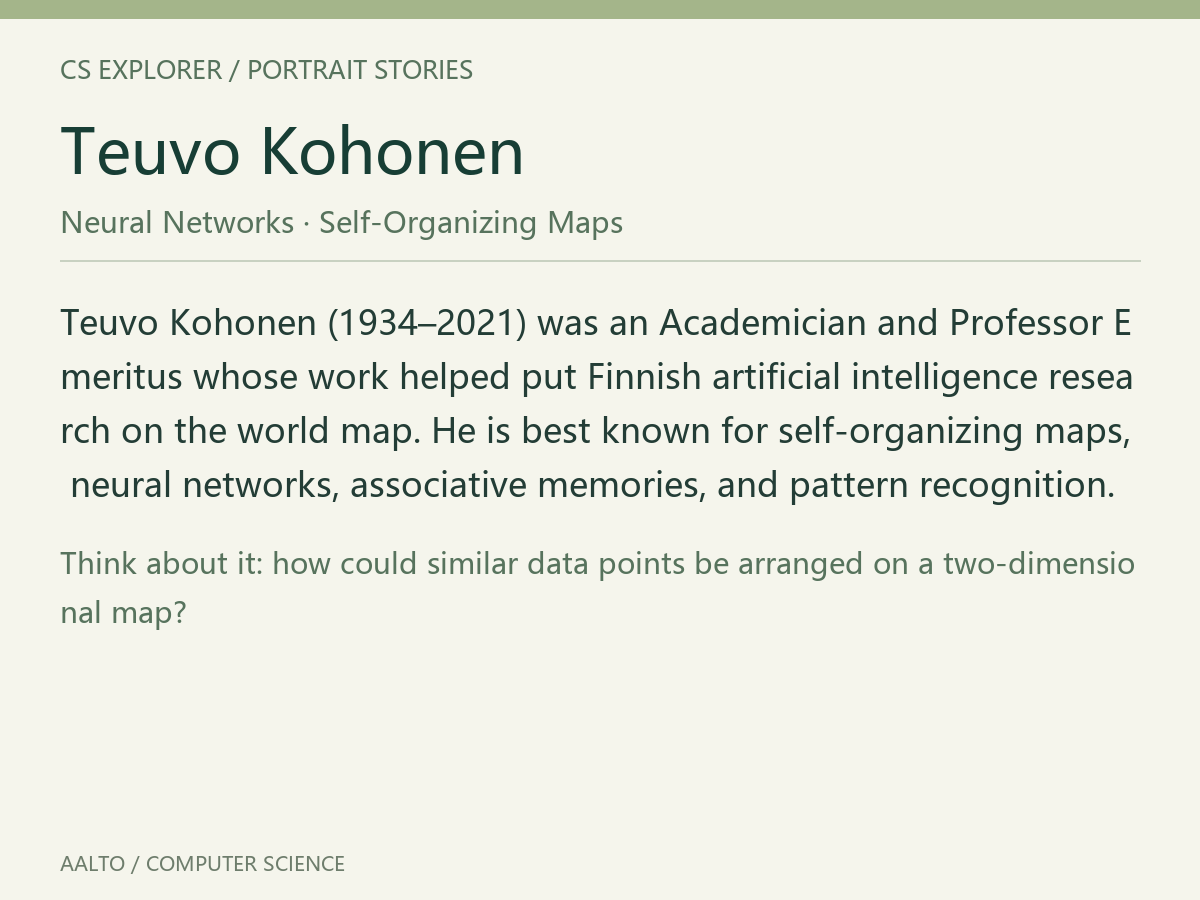 CS EXPLORER / PORTRAIT STORIES
Teuvo Kohonen
Neural Networks · Self-Organizing Maps
Teuvo Kohonen (1934–2021) was an Academician and Professor E
meritus whose work helped put Finnish artificial intelligence resea
rch on the world map. He is best known for self-organizing maps,
neural networks, associative memories, and pattern recognition.
Think about it: how could similar data points be arranged on a two-dimensio
nal map?
AALTO / COMPUTER SCIENCE